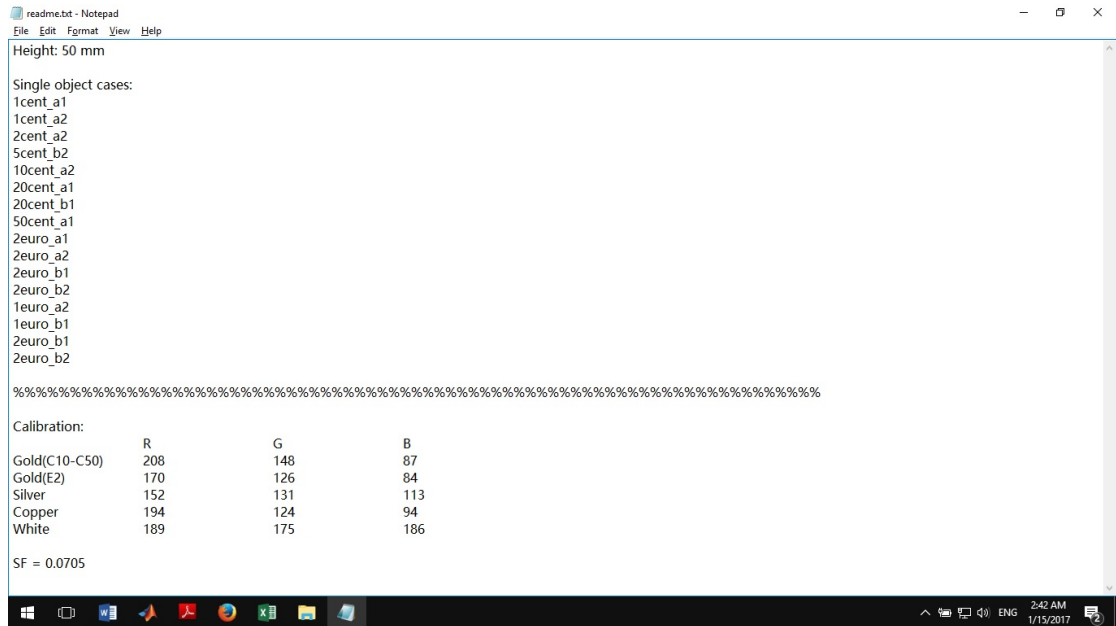 readme.txt - Notepad
File Edit Format View Help
Height: 50 mm
Single object cases:
1cent_a1
1cent_a2
2cent_a2
5cent_b2
10cent_a2
20cent_a1
20cent_b1
50cent_a1
2euro_a1
2euro_a2
2euro_b1
2euro_b2
1euro_a2
1euro_b1
2euro_b1
2euro_b2
%%%%%%%%%%%%%%%%%%%%%%%%%%%%%%%%%%%%%%%%%%%%%%%%%%%%%%%%%%%%%%%%%%%%%%%
Calibration:
R G B
Gold(C10-C50) 208 148 87
Gold(E2) 170 126 84
Silver 152 131 113
Copper 194 124 94
White 189 175 186
SF = 0.0705
ENG 2:42 AM
1/15/2017 2